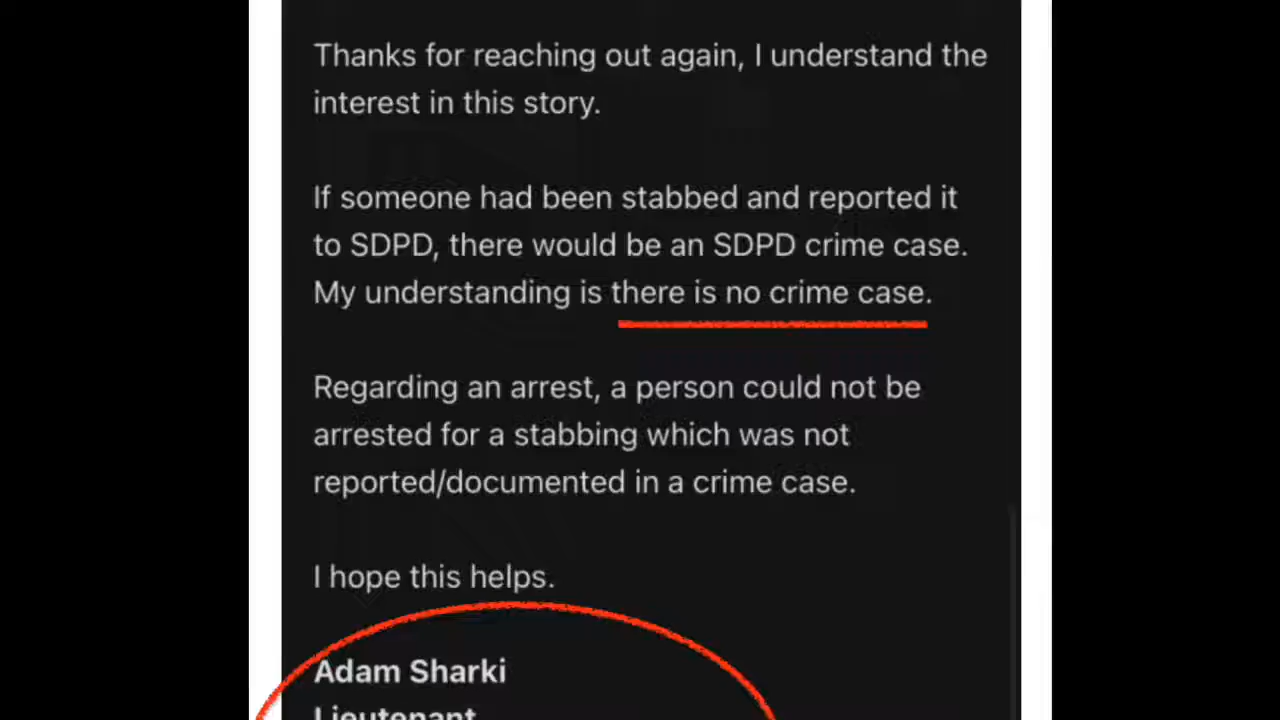 Thanks for reaching out again, I understand the
interest in this story.
If someone had been stabbed and reported it
to SDPD, there would be an SDPD crime case.
My understanding is there is no crime case.
Regarding an arrest, a person could not be
arrested for a stabbing which was not
reported/documented in a crime case.
I hope this helps.
Adam Sharki
Lieutenant